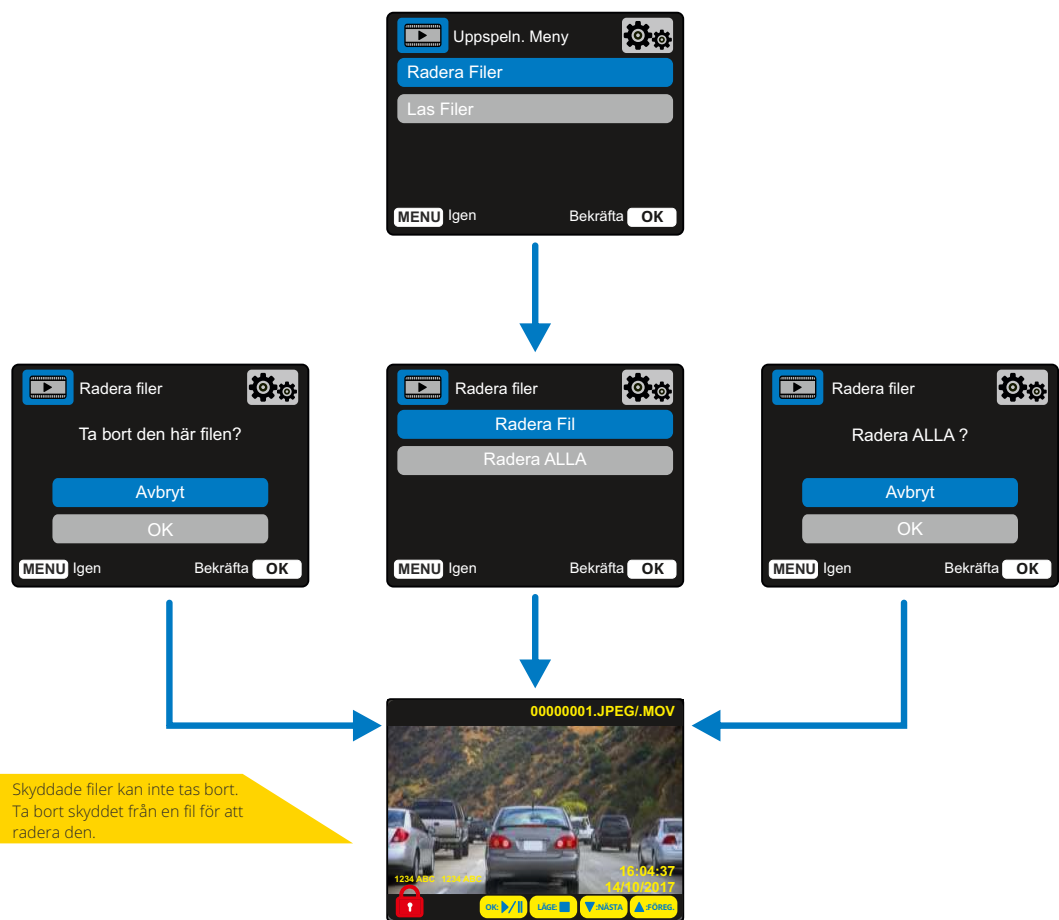 Uppspeln. Meny
Radera Filer
Las Filer
MENU Igen Bekräfta OK
Radera filer
Ta bort den här filen?
Avbryt
OK
MENU Igen Bekräfta OK
Radera filer
Radera Fil
Radera ALLA
MENU Igen Bekräfta OK
Radera filer
Radera ALLA ?
Avbryt
OK
MENU Igen Bekräfta OK
00000001.JPEG/.MOV
Skyddade filer kan inte tas bort.
Ta bort skyddet från en fil för att
radera den.
16:04:37
1234 ABC 1234 ABC
14/10/2017
OK: LÄGE: :NÄSTA :FÖREG.